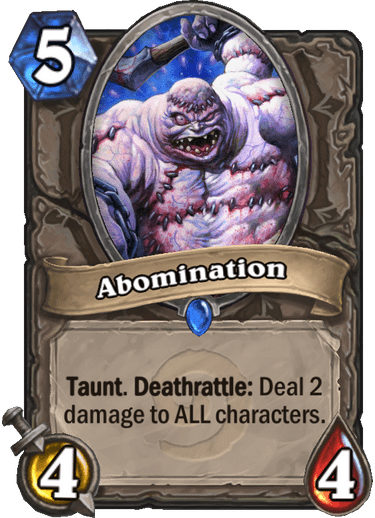 5
Abomination
Taunt. Deathrattle: Deal 2
damage to ALL characters.
4 4